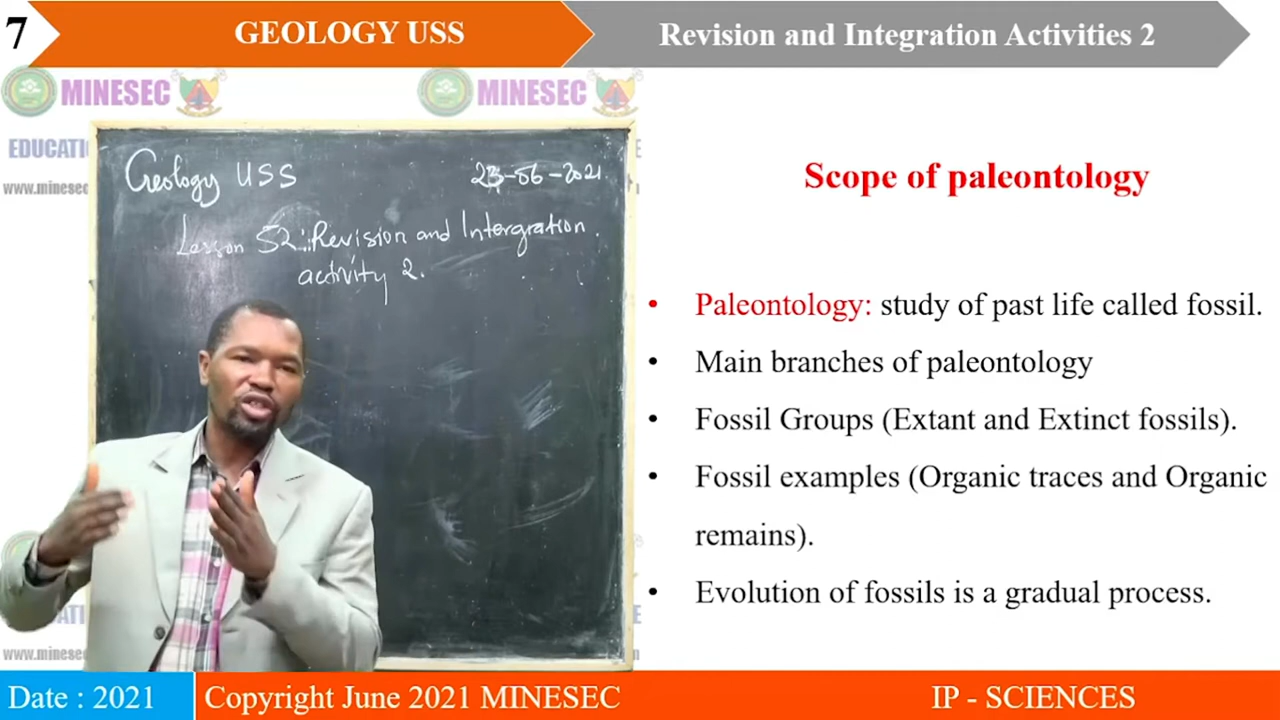 7
GEOLOGY USS
Revision and Integration Activities 2
MINESEC
MINESEC
EDUCATI
www.minesec
Geology USS
23-06-2021
Lesson 52: Revision and Intergration
activity 2.
Scope of paleontology
• Paleontology: study of past life called fossil.
• Main branches of paleontology
• Fossil Groups (Extant and Extinct fossils).
• Fossil examples (Organic traces and Organic
remains).
• Evolution of fossils is a gradual process.
www.minesec
Date : 2021
Copyright June 2021 MINESEC
IP - SCIENCES